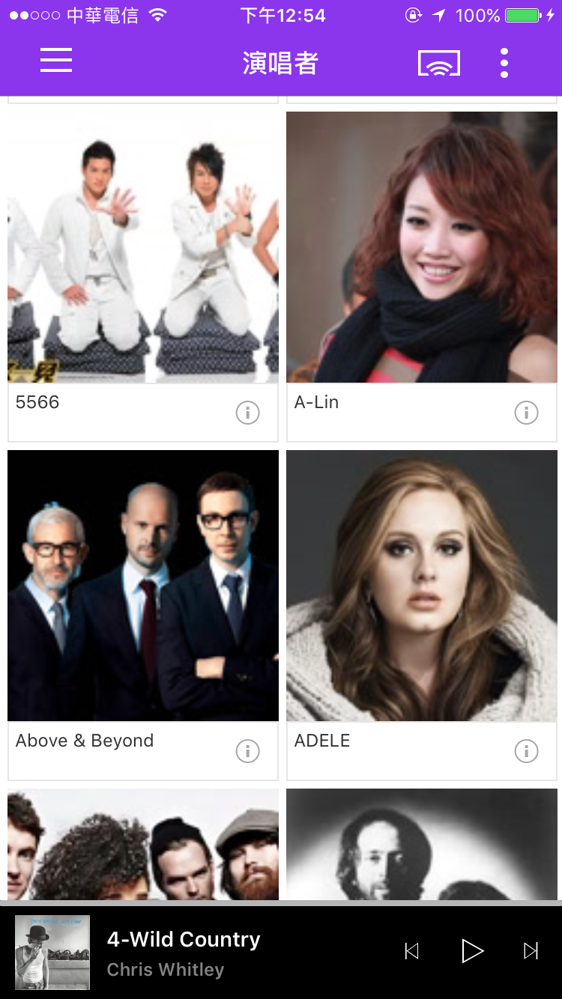 中華電信
下午12:54
100%
演唱者
5566
A-Lin
Above & Beyond
ADELE
4-Wild Country
Chris Whitley